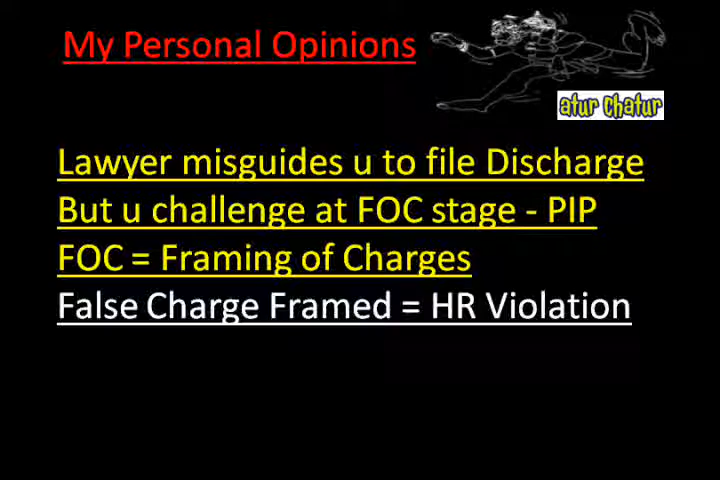 My Personal Opinions
atur chatur
Lawyer misguides u to file Discharge
But u challenge at FOC stage - PIP
FOC = Framing of Charges
False Charge Framed = HR Violation